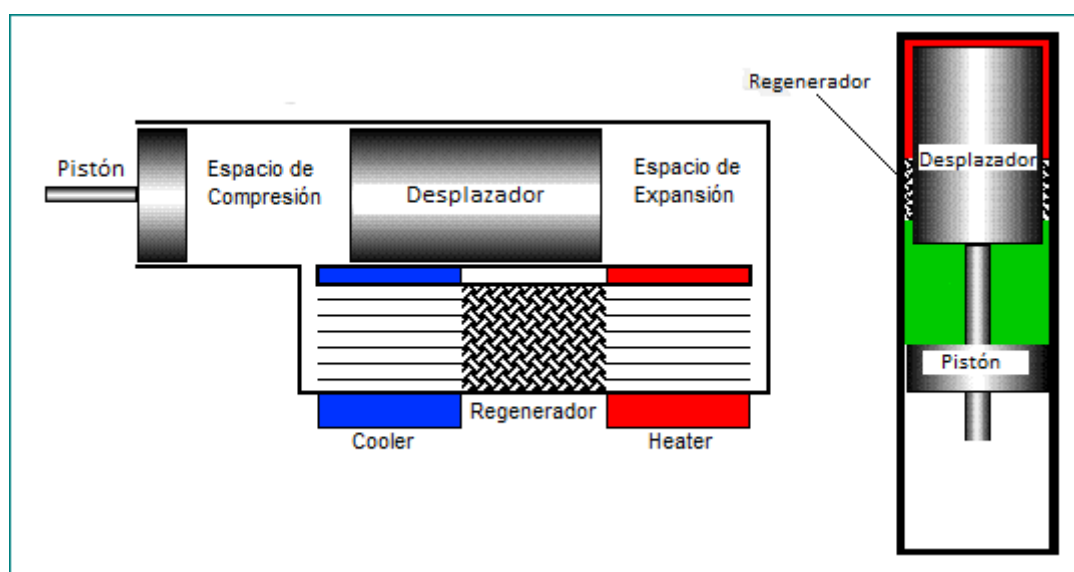 Pistón
Espacio de
Compresión
Desplazador
Espacio de
Expansión
Regenerador
Cooler
Heater
Regenerador
Desplazador
Pistón